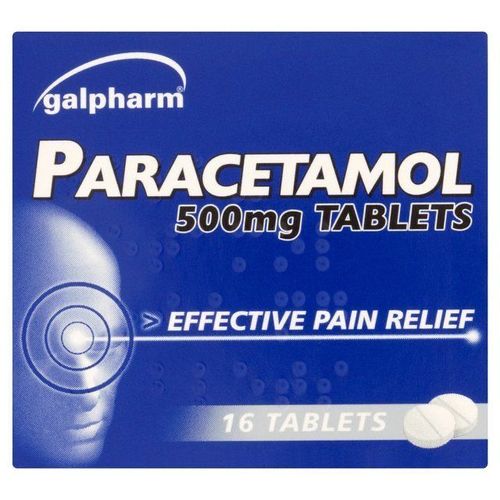 galpharm®
PARACETAMOL
500mg TABLETS
> EFFECTIVE PAIN RELIEF
16 TABLETS